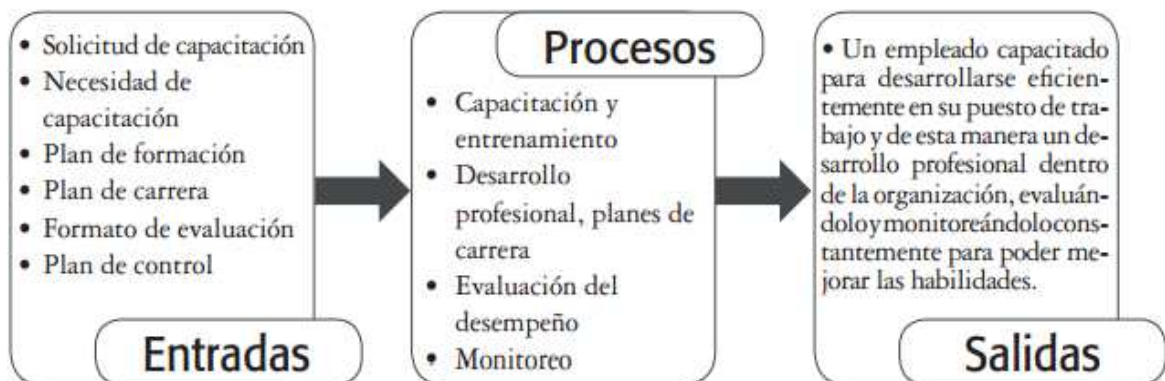 • Solicitud de capacitación
• Necesidad de
capacitación
• Plan de formación
• Plan de carrera
• Formato de evaluación
• Plan de control
Entradas
Procesos
• Capacitación y
entrenamiento
• Desarrollo
profesional, planes de
carrera
• Evaluación del
desempeño
• Monitoreo
• Un empleado capacitado
para desarrollarse eficien-
temente en su puesto de tra-
bajo y de esta manera un de-
sarrollo profesional dentro
de la organización, evaluán-
dolo y monitoreándolo cons-
tantemente para poder me-
jorar las habilidades.
Salidas